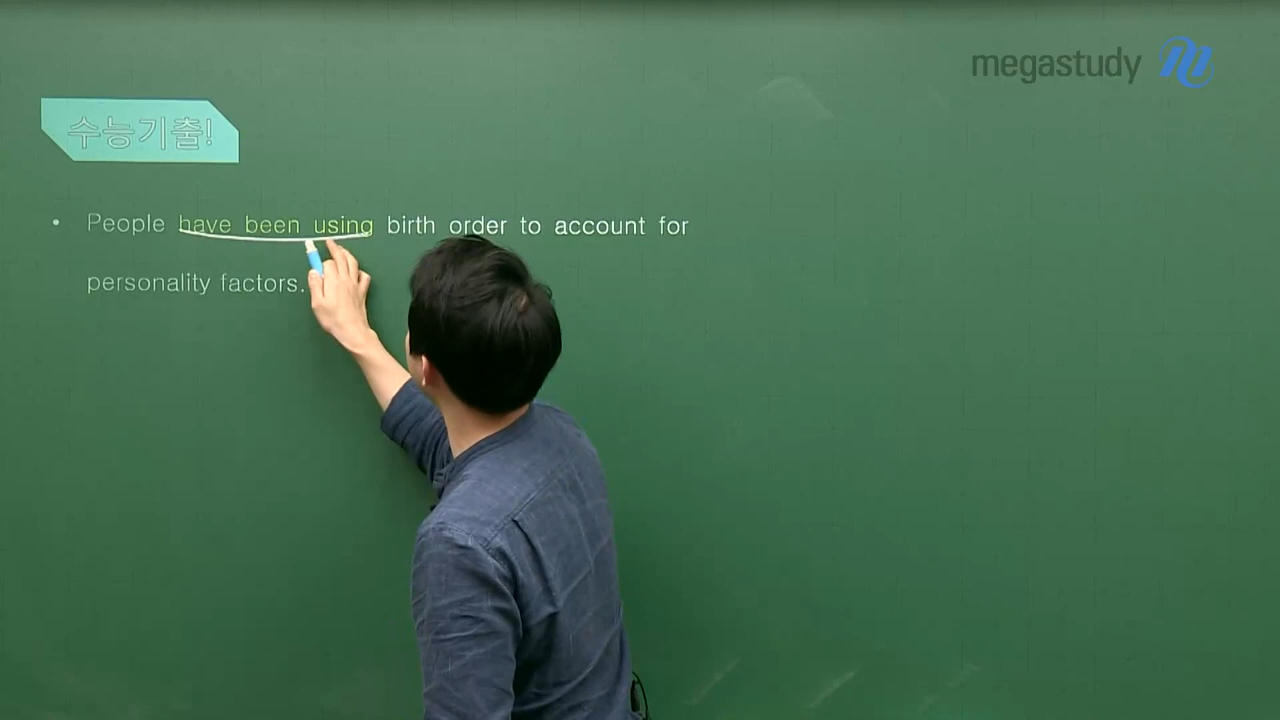 megastudy
수능기출!
• People have been using birth order to account for
personality factors.